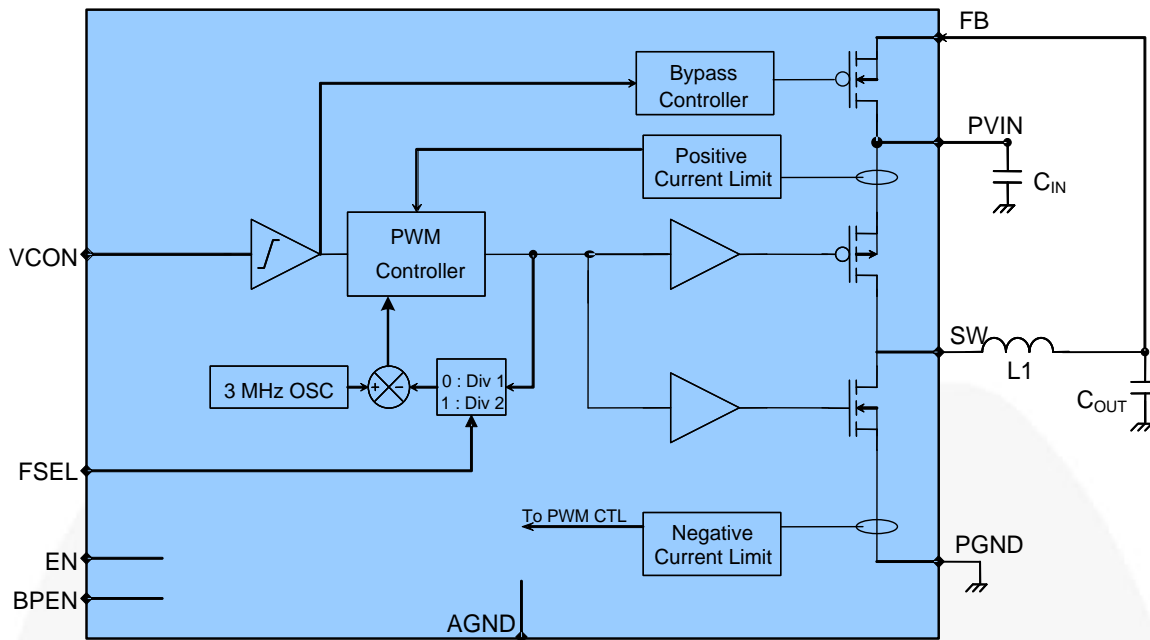 FB
Bypass
Controller
PVIN
Positive
Current Limit
CIN
PWM
Controller
VCON
SW
L1
3 MHz OSC
+
−
0 : Div 1
1 : Div 2
COUT
FSEL
To PWM CTL
Negative
Current Limit
PGND
EN
BPEN
AGND